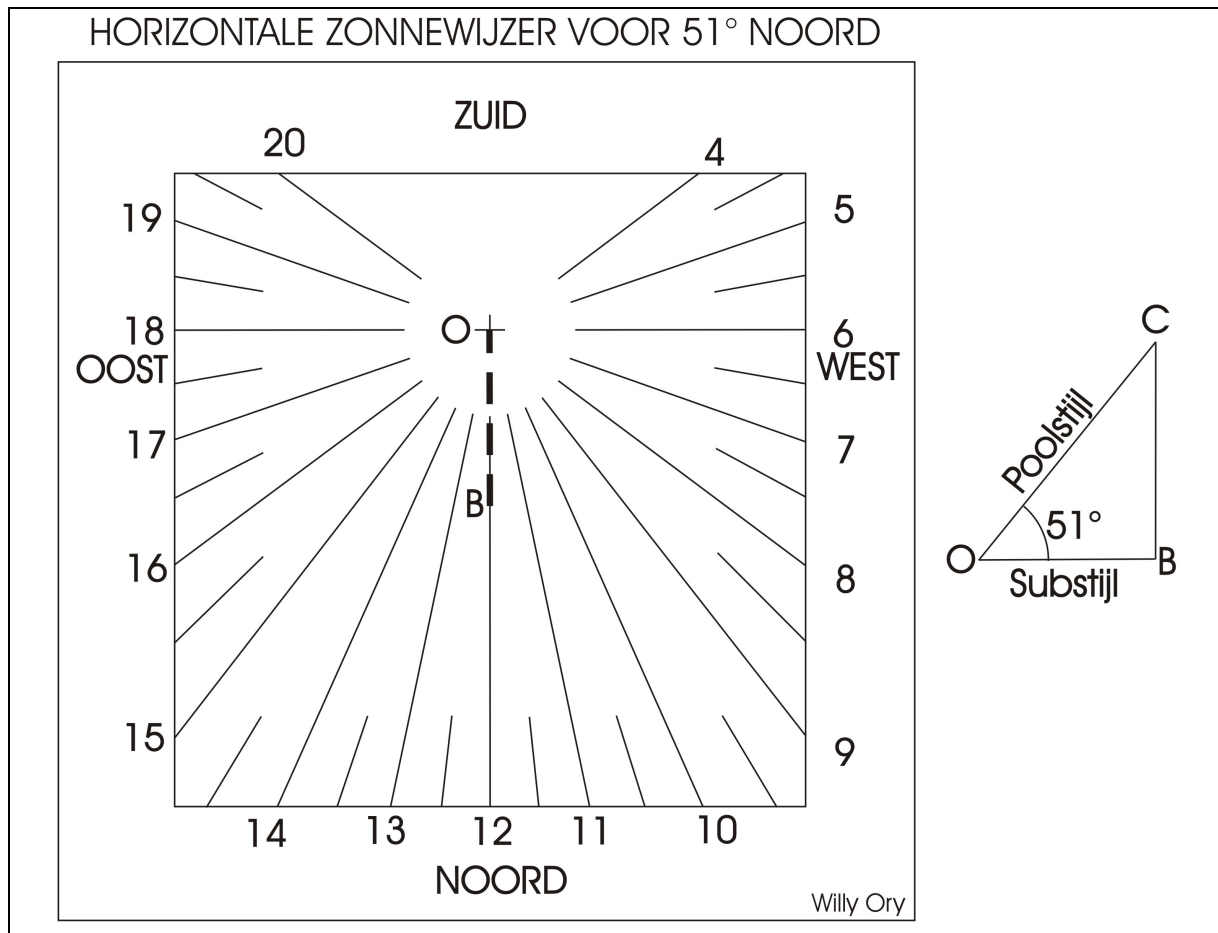 HORIZONTALE ZONNEWIJZER VOOR 51° NOORD
ZUID
20
4
19
5
O
18
6
OOST
WEST
17
7
B
16
8
15
9
14
13
12
11
10
NOORD
Willy Ory
C
Poolstijl
51°
O
B
Substijl